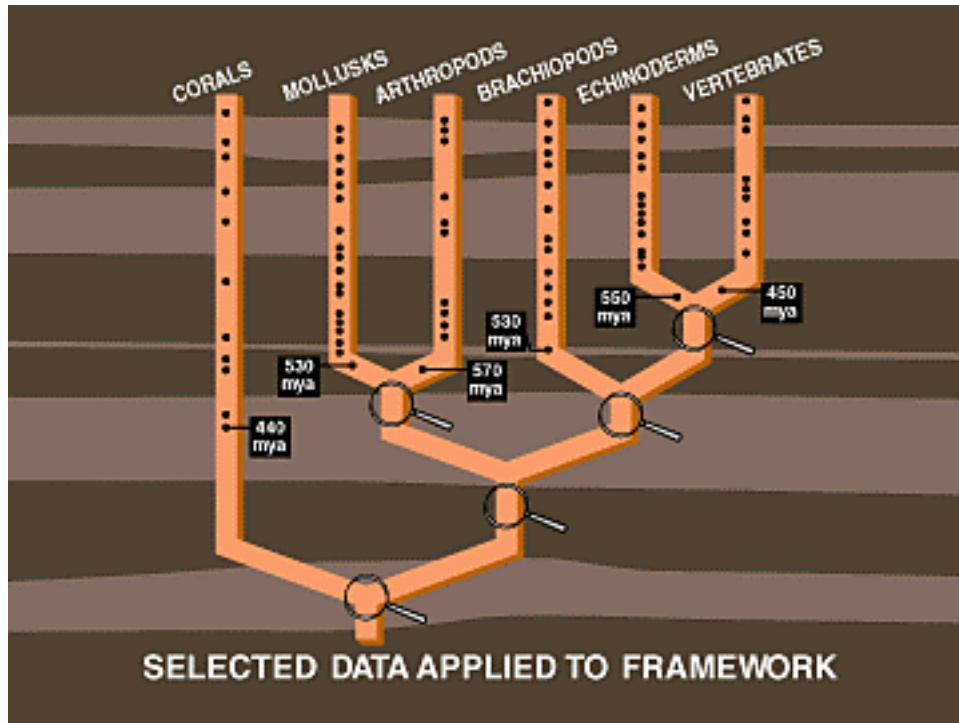 CORALS
MOLLUSKS
ARTHROPODS
BRACHIOPODS
ECHINODERMS
VERTEBRATES
550
mya
450
mya
530
mya
530
mya
570
mya
440
mya
SELECTED DATA APPLIED TO FRAMEWORK